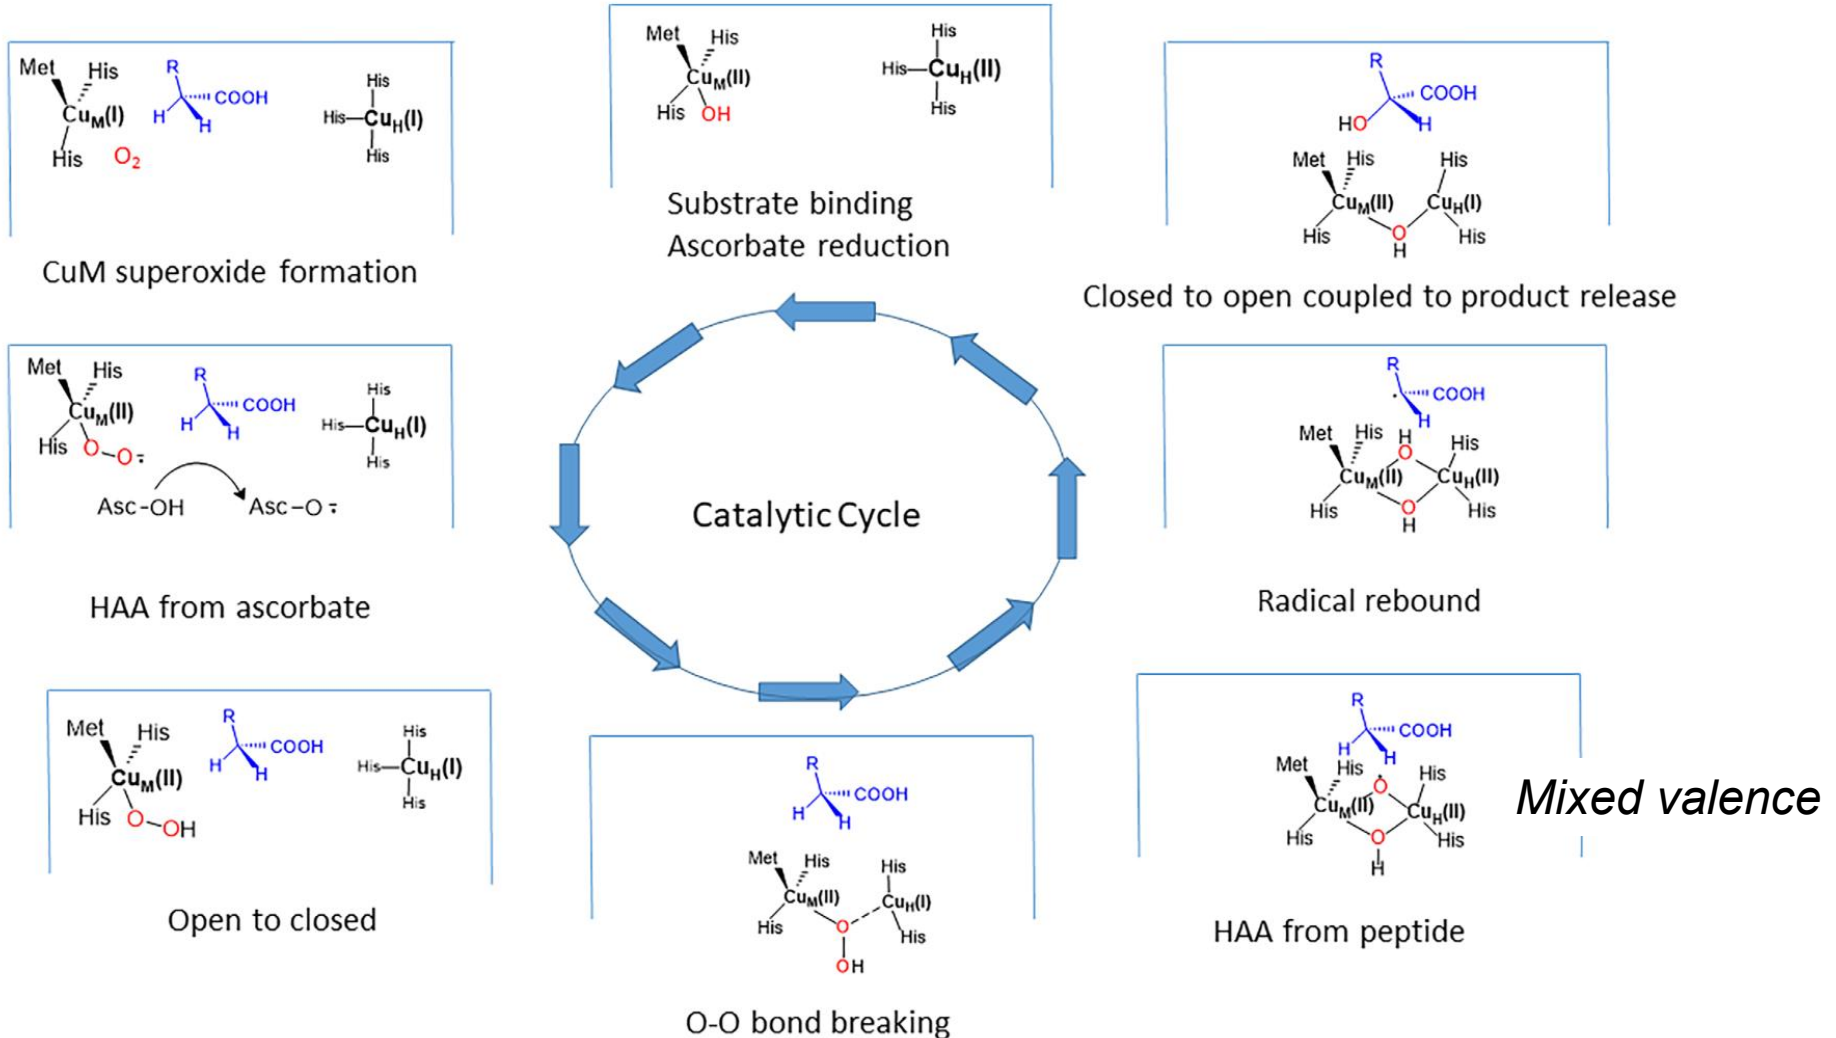 Met
His
CuM(II)
His
OH
His
His–CuH(II)
His
Substrate binding
Ascorbate reduction
Met
His
CuM(I)
His
O2
R
COOH
H
H
His
His–CuH(I)
His
CuM superoxide formation
Met
His
CuM(II)
His
O–O
R
COOH
H
H
His
His–CuH(I)
His
Asc-OH
Asc-O
HAA from ascorbate
Met
His
CuM(II)
His
O–OH
R
COOH
H
H
His
His–CuH(I)
His
Open to closed
Catalytic Cycle
R
COOH
H
H
Met
His
CuM(II)
His
O
OH
His
CuH(I)
His
O-O bond breaking
R
COOH
H
H
Met
His
CuM(II)
His
O
O
H
His
CuH(II)
His
Mixed valence
HAA from peptide
R
COOH
H
Met
His
CuM(II)
His
H
O
O
H
His
CuH(II)
His
Radical rebound
R
COOH
HO
H
Met
His
CuM(II)
His
O
H
His
CuH(I)
His
Closed to open coupled to product release